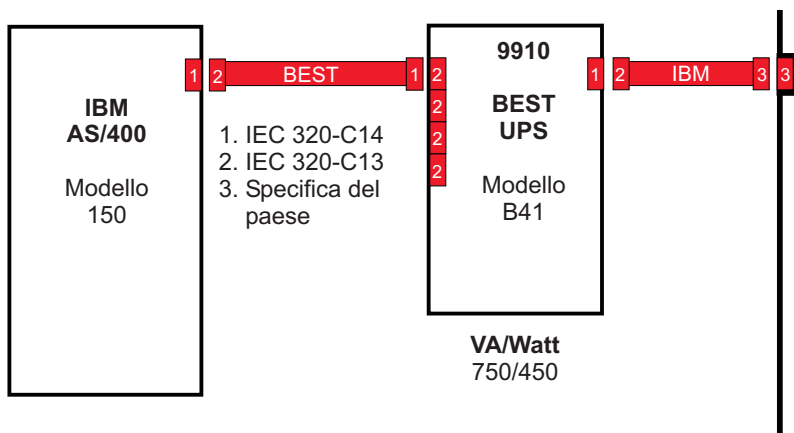 IBM
AS/400
Modello
150
1
2
BEST
1
1. IEC 320-C14
2. IEC 320-C13
3. Specifica del
paese
9910
BEST
UPS
Modello
B41
2
2
2
2
1
VA/Watt
750/450
2
IBM
3
3